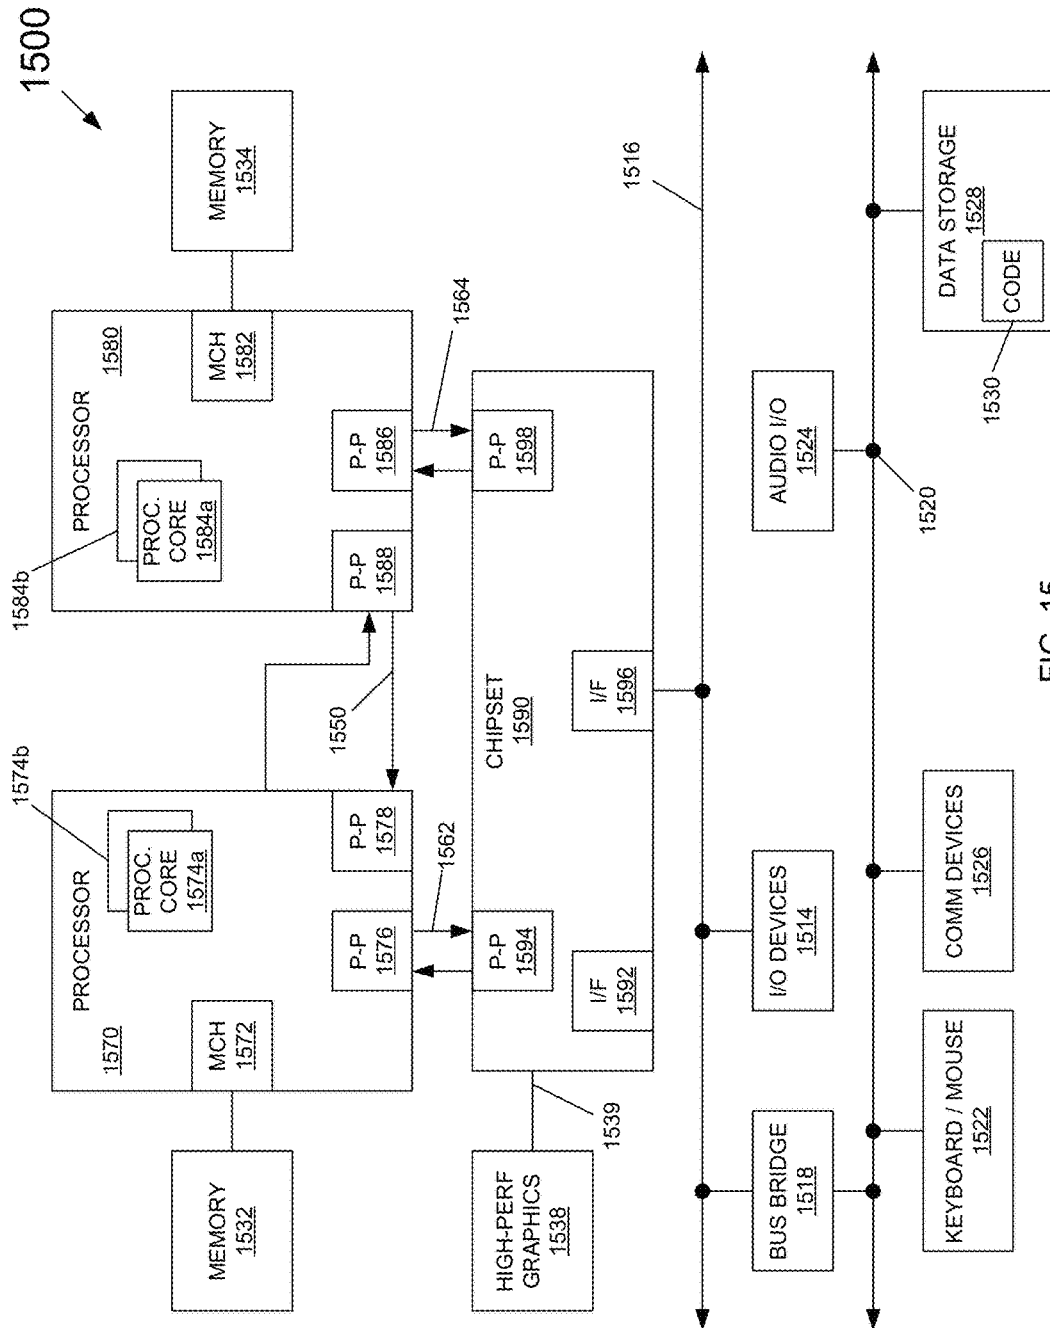 1500
MEMORY
1532
PROCESSOR
1570
MCH
1572
1574b
PROC.
CORE
1574a
P-P
1576
P-P
1578
1550
1584b
PROCESSOR
1580
PROC.
CORE
1584a
P-P
1588
P-P
1586
MCH
1582
MEMORY
1534
1562
1564
HIGH-PERF
GRAPHICS
1538
1539
P-P
1594
CHIPSET
1590
P-P
1598
I/F
1592
I/F
1596
1516
BUS BRIDGE
1518
I/O DEVICES
1514
AUDIO I/O
1524
1520
KEYBOARD / MOUSE
1522
COMM DEVICES
1526
DATA STORAGE
1528
CODE
1530
FIG. 15